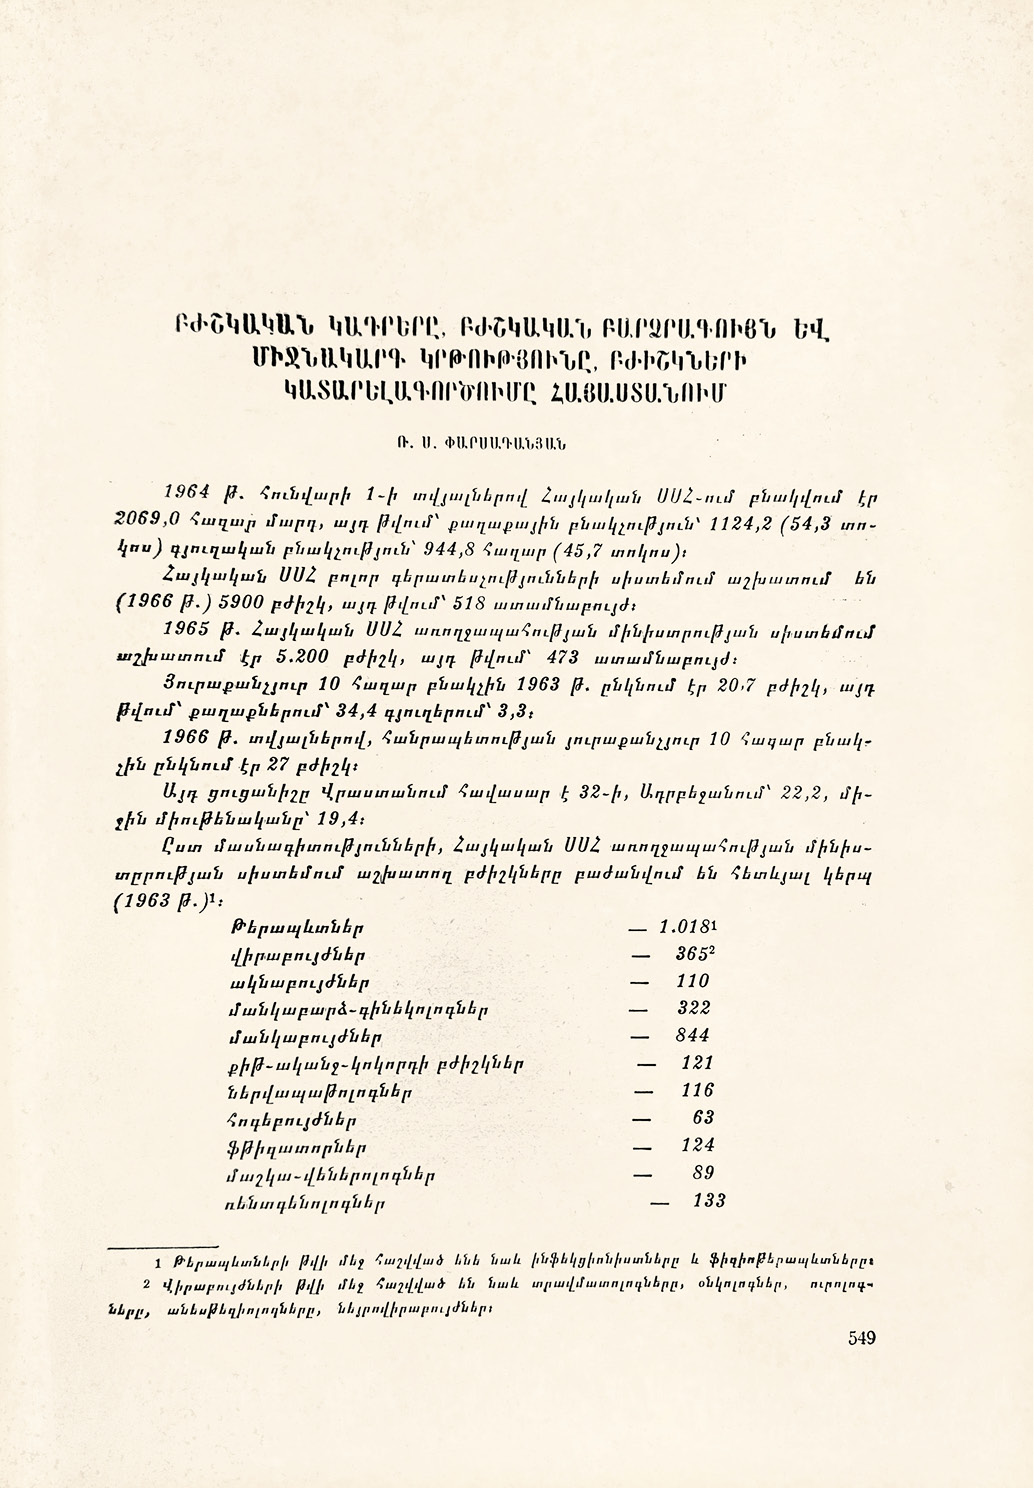 ԲԺՇԿԱԿԱՆ ԿԱԴՐԵՐԸ, ԲԺՇԿԱԿԱՆ ԲԱՐՁՐԱԳՈՒՅՆ ԵՎ
ՄԻՋՆԱԿԱՐԳ ԿՐԹՈՒԹՅՈՒՆԸ, ԲԺԻՇԿՆԵՐԻ
ԿԱՏԱՐԵԼԱԳՈՐԾՈՒՄԸ ՀԱՅԱՍՏԱՆՈՒՄ
Ռ. Ս. ՓԱՐՍԱԴԱՆՅԱՆ
1964 թ. հունվարի 1-ի տվյալներով Հայկական ՍՍՀ-ում բնակվում էր
2069,0 հազար մարդ, այդ թվում՝ քաղաքային բնակչություն՝ 1124,2 (54,3 տո-
կոս) գյուղական բնակչություն՝ 944,8 հազար (45,7 տոկոս)։
Հայկական ՍՍՀ բոլոր գերատեսչությունների սիստեմում աշխատում են
(1966 թ.) 5900 բժիշկ, այդ թվում՝ 518 ատամնաբույժ։
1965 թ. Հայկական ՍՍՀ առողջապահության մինիստրության սիստեմում
աշխատում էր 5.200 բժիշկ, այդ թվում՝ 473 ատամնաբույժ։
Յուրաքանչյուր 10 հազար բնակչին 1963 թ. ընկնում էր 20,7 բժիշկ, այդ
թվում՝ քաղաքներում՝ 34,4 գյուղերում՝ 3,3։
1966 թ. տվյալներով, հանրապետության յուրաքանչյուր 10 հազար բնակ-
չին ընկնում էր 27 բժիշկ։
Այդ ցուցանիշը Վրաստանում հավասար է 32-ի, Ադրբեջանում՝ 22,2, մի-
ջին միութենականը՝ 19,4։
Ըստ մասնագիտությունների, Հայկական ՍՍՀ առողջապահության մինիս-
տըրության սիստեմում աշխատող բժիշկները բաժանվում են հետևյալ կերպ
(1963 թ.)¹։
Թերապևտներ — 1.018¹
վիրաբույժներ — 365²
ակնաբույժներ — 110
մանկաբարձ-գինեկոլոգներ — 322
մանկաբույժներ — 844
քիթ-ականջ-կոկորդի բժիշկներ — 121
ներվապաթոլոգներ — 116
հոգեբույժներ — 63
ֆթիզատորներ — 124
մաշկա-վեներոլոգներ — 89
ռենտգենոլոգներ — 133
1 Թերապևտների թվի մեջ հաշվված ենե նաև ինֆեկցիոնիստները և ֆիզիոթերապևտները։
2 Վիրաբույժների թվի մեջ հաշվված են նաև տրավմատոլոգները, օնկոլոգներ, ուրոլոգ-
ները, անեսթեզիոլոգները, նեյրովիրաբույժներ։
549